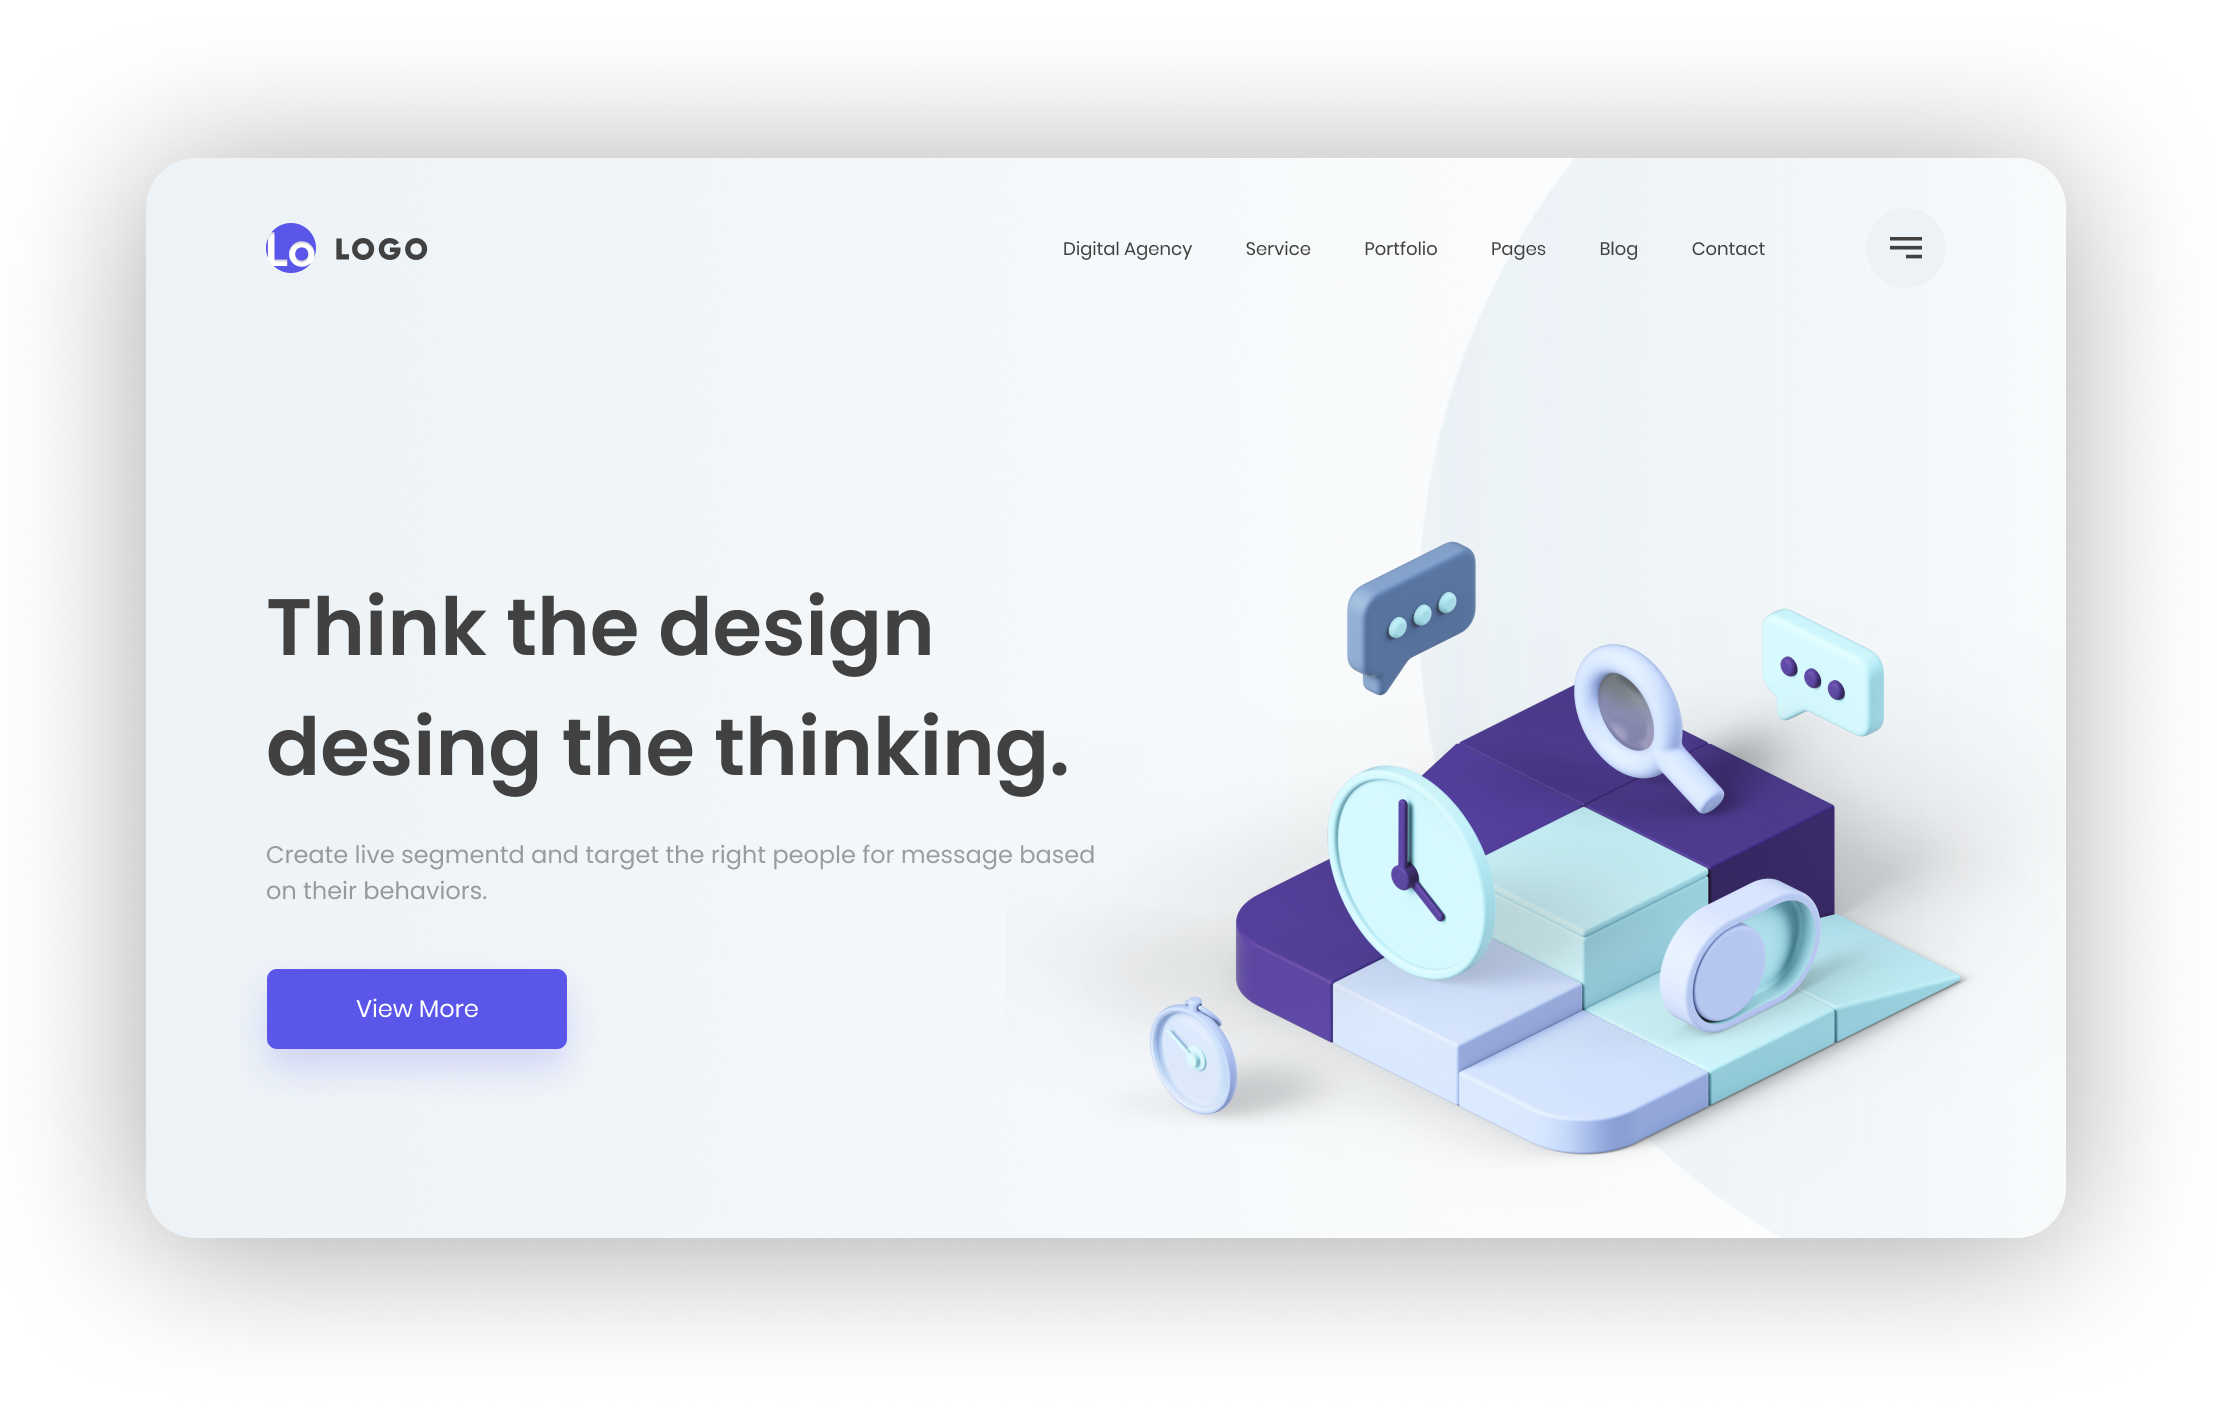 Lo LOGO
Digital Agency Service Portfolio Pages Blog Contact
Think the design
desing the thinking.
Create live segmentd and target the right people for message based
on their behaviors.
View More